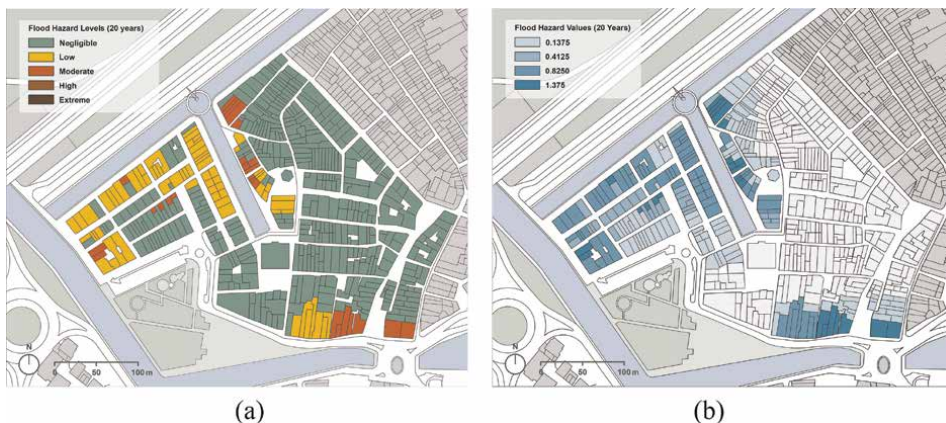 Flood Hazard Levels (20 years)
Negligible
Low
Moderate
High
Extreme
N
0
50
100 m
(a)
Flood Hazard Values (20 Years)
0.1375
0.4125
0.8250
1.375
N
0
50
100 m
(b)